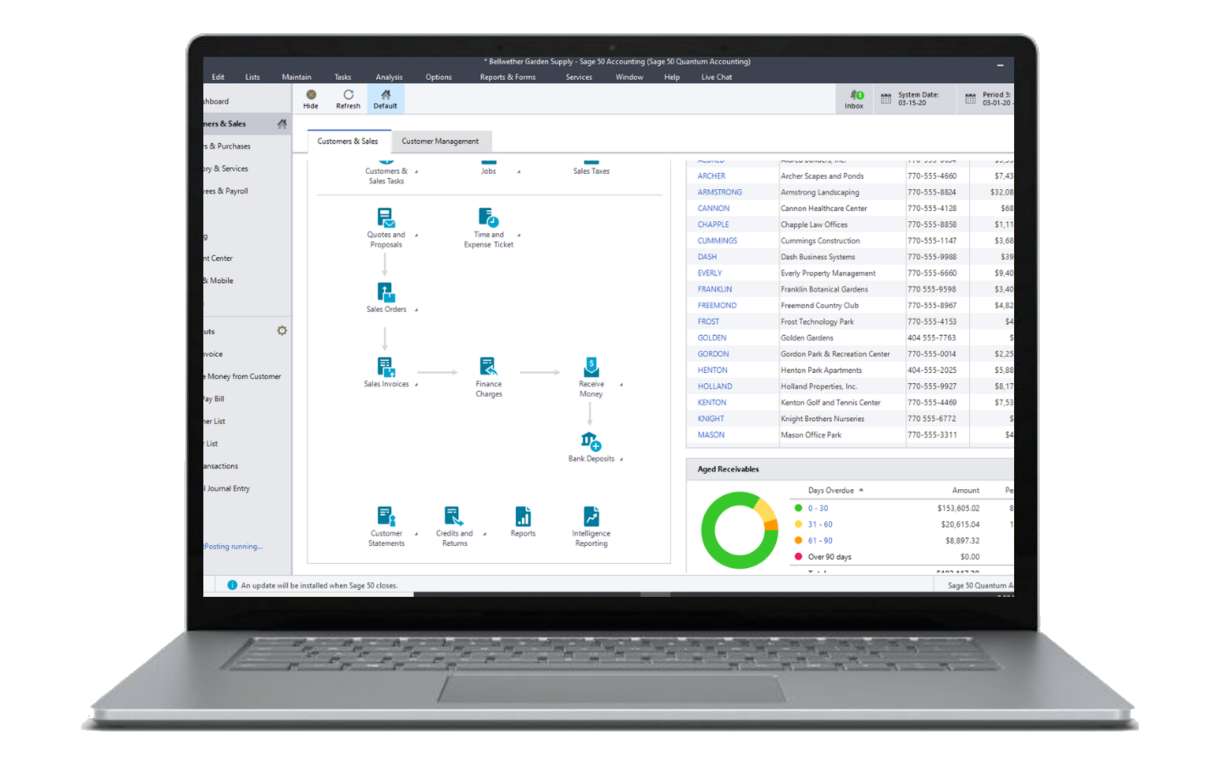 * Bellwether Garden Supply - Sage 50 Accounting (Sage 50 Quantum Accounting)
Edit Lists Maintain Tasks Analysis Options Reports & Forms Services Window Help Live Chat
shboard
Hide Refresh Default
Inbox
System Date:
03-15-20
Period 3:
03-01-20 -
ners & Sales
rs & Purchases
ory & Services
yees & Payroll
g
nt Center
& Mobile
uts
nvoice
e Money from Customer
Pay Bill
ner List
r List
ansactions
l Journal Entry
Posting running...
Customers & Sales Customer Management
Customers &
Sales Tasks
Jobs
Sales Taxes
Quotes and
Proposals
Time and
Expense Ticket
Sales Orders
Sales Invoices
Finance
Charges
Receive
Money
Bank Deposits
Customer
Statements
Credits and
Returns
Reports
Intelligence
Reporting
ARCHER Archer Scapes and Ponds 770-555-4660 $7,43
ARMSTRONG Armstrong Landscaping 770-555-8824 $32,08
CANNON Cannon Healthcare Center 770-555-4128 $68
CHAPPLE Chapple Law Offices 770-555-8858 $1,11
CUMMINGS Cummings Construction 770-555-1147 $3,68
DASH Dash Business Systems 770-555-9988 $39
EVERLY Everly Property Management 770-555-6660 $9,40
FRANKLIN Franklin Botanical Gardens 770 555-9598 $3,40
FREEMOND Freemond Country Club 770-555-8967 $4,82
FROST Frost Technology Park 770-555-4153 $4
GOLDEN Golden Gardens 404 555-7763 $
GORDON Gordon Park & Recreation Center 770-555-0014 $2,25
HENTON Henton Park Apartments 404-555-2025 $5,88
HOLLAND Holland Properties, Inc. 770-555-9927 $8,17
KENTON Kenton Golf and Tennis Center 770-555-4469 $7,53
KNIGHT Knight Brothers Nurseries 770 555-6772 $
MASON Mason Office Park 770-555-3311 $4
Aged Receivables
Days Overdue Amount Pe
0 - 30 $153,605.02 8
31 - 60 $20,615.04 1
61 - 90 $8,897.32
Over 90 days $0.00
An update will be installed when Sage 50 closes.
Sage 50 Quantum A